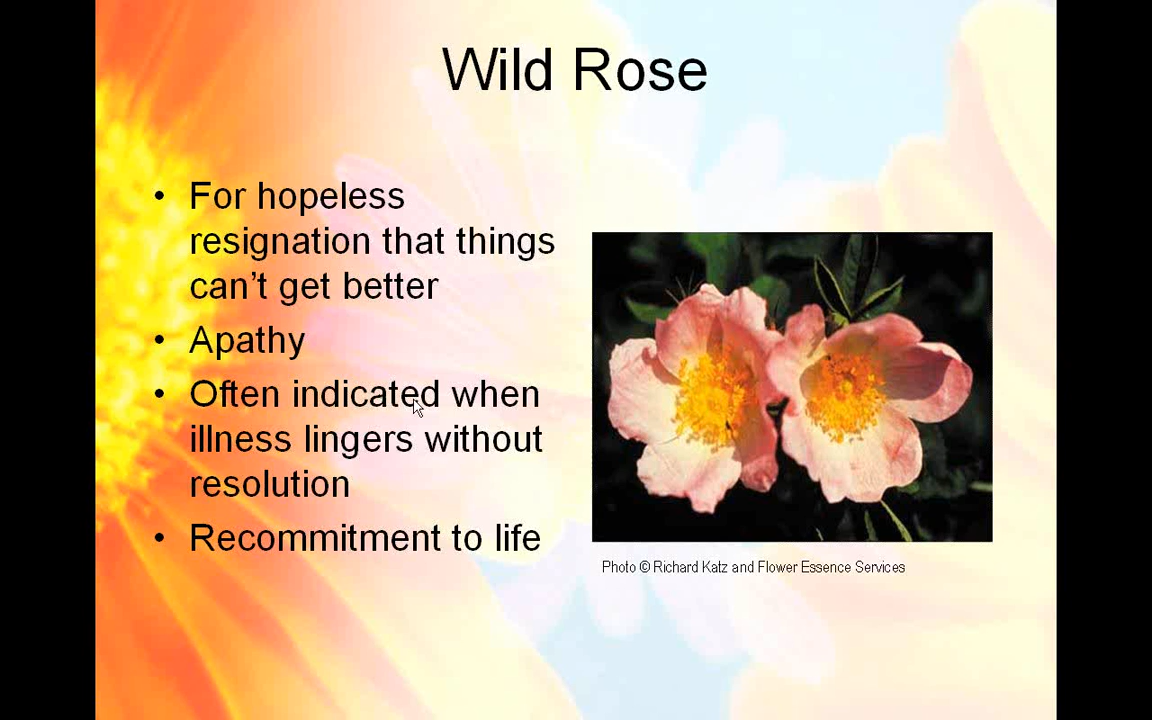 Wild Rose
• For hopeless
resignation that things
can’t get better
• Apathy
• Often indicated when
illness lingers without
resolution
• Recommitment to life
Photo © Richard Katz and Flower Essence Services